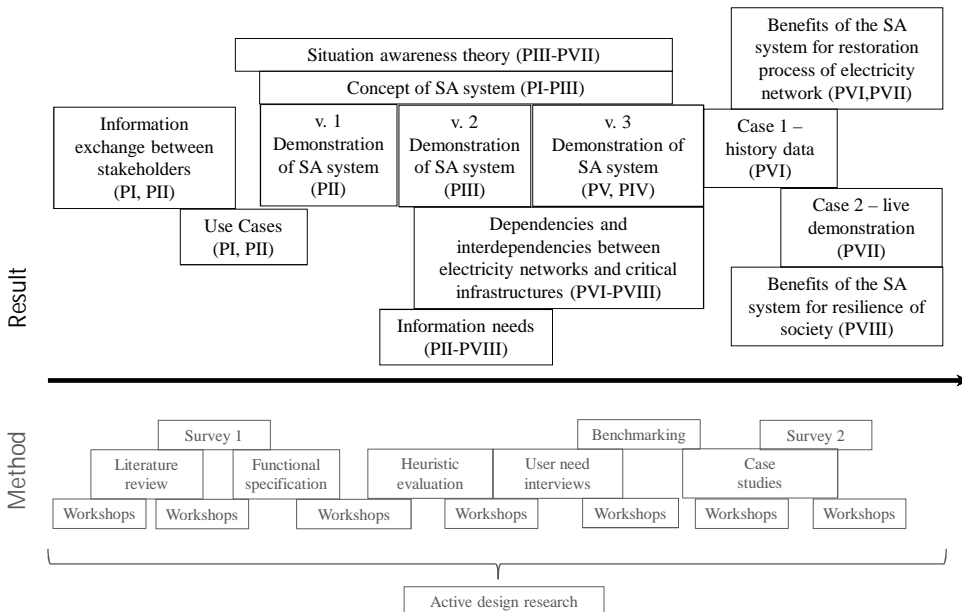 Situation awareness theory (PIII-PVII)
Concept of SA system (PI-PIII)
Benefits of the SA
system for restoration
process of electricity
network (PVI,PVII)
Information
exchange between
stakeholders
(PI, PII)
v. 1
Demonstration
of SA system
(PII)
v. 2
Demonstration
of SA system
(PIII)
v. 3
Demonstration of
SA system
(PV, PIV)
Case 1 –
history data
(PVI)
Use Cases
(PI, PII)
Dependencies and
interdependencies between
electricity networks and critical
infrastructures (PVI-PVIII)
Case 2 – live
demonstration
(PVII)
Information needs
(PII-PVIII)
Benefits of the SA
system for resilience of
society (PVIII)
Result
Method
Survey 1
Benchmarking
Survey 2
Literature
review
Functional
specification
Heuristic
evaluation
User need
interviews
Case
studies
Workshops
Workshops
Workshops
Workshops
Workshops
Workshops
Workshops
Active design research